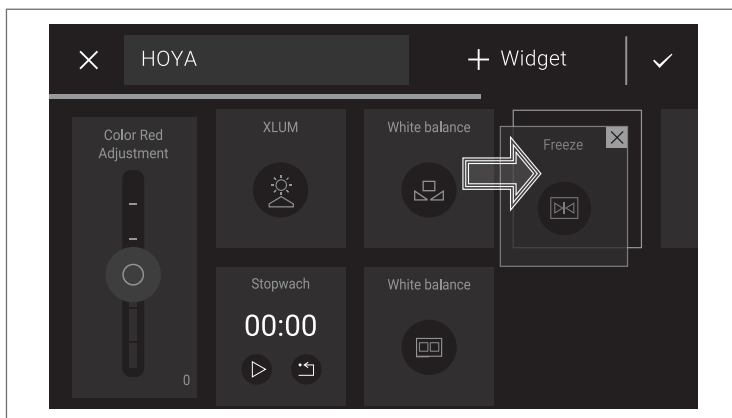 HOYA
Widget
Color Red
Adjustment
XLUM
White balance
Freeze
Stopwach
00:00
White balance
0